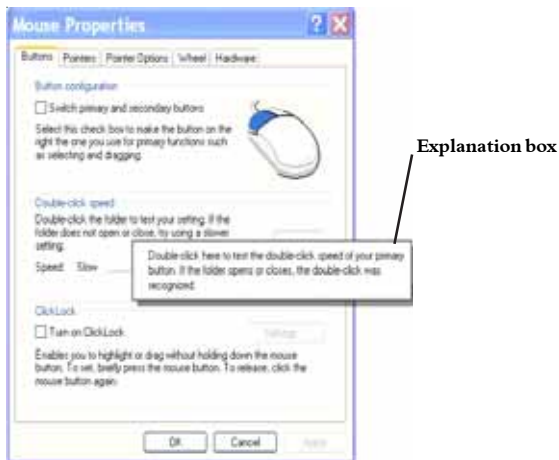 Mouse Properties
Buttons Pointers Pointer Options Wheel Hardware
Button configuration
Switch primary and secondary buttons
Select this check box to make the button on the
right the one you use for primary functions such
as selecting and dragging.
Explanation box
Double-click speed
Double-click the folder to test your setting. If the
folder does not open or close, try using a slower
setting.
Double-click here to test the double-click speed of your primary
button. If the folder opens or closes, the double-click was
recognized.
Speed: Slow
ClickLock
Turn on ClickLock
Settings
Enables you to highlight or drag without holding down the mouse
button. To set, briefly press the mouse button. To release, click the
mouse button again.
OK Cancel Apply